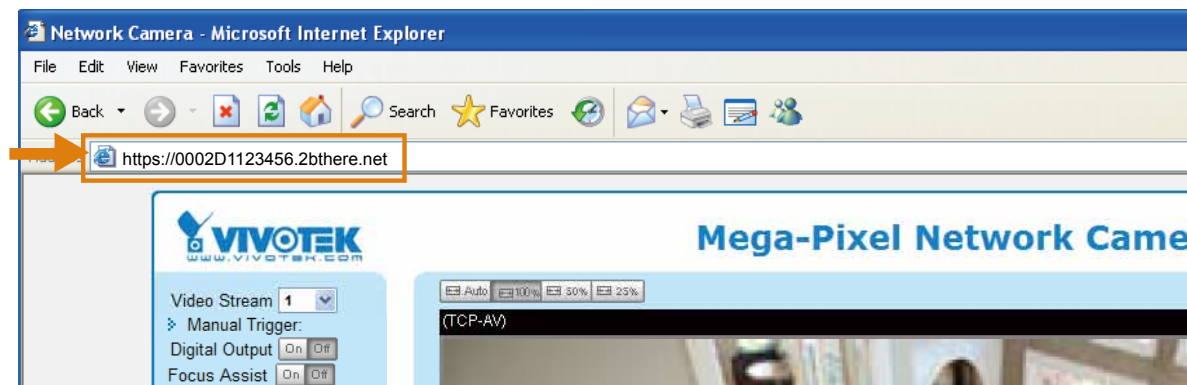 Network Camera - Microsoft Internet Explorer
File Edit View Favorites Tools Help
Back Search Favorites
https://0002D1123456.2bthere.net
VIVOTEK
www.vivotek.com
Mega-Pixel Network Came
Auto 100% 50% 25%
Video Stream 1
(TCP-AV)
Manual Trigger:
Digital Output On Off
Focus Assist On Off